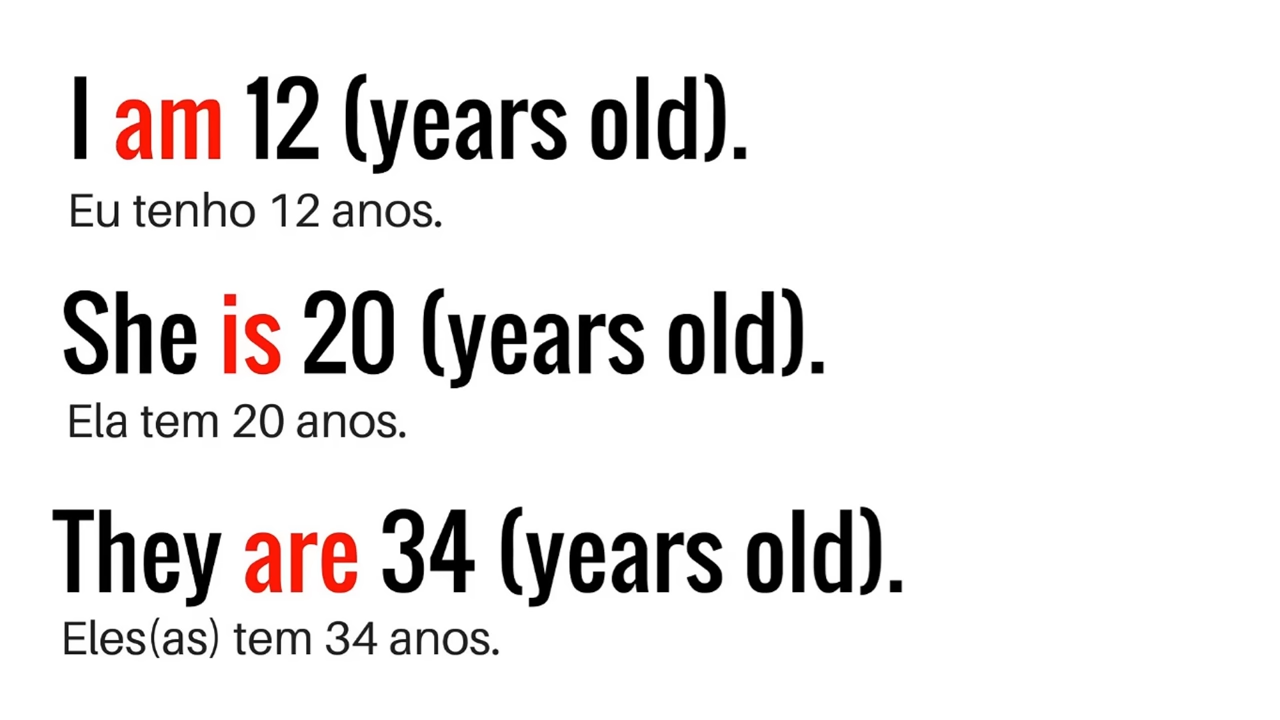 I am 12 (years old).
Eu tenho 12 anos.
She is 20 (years old).
Ela tem 20 anos.
They are 34 (years old).
Eles(as) tem 34 anos.